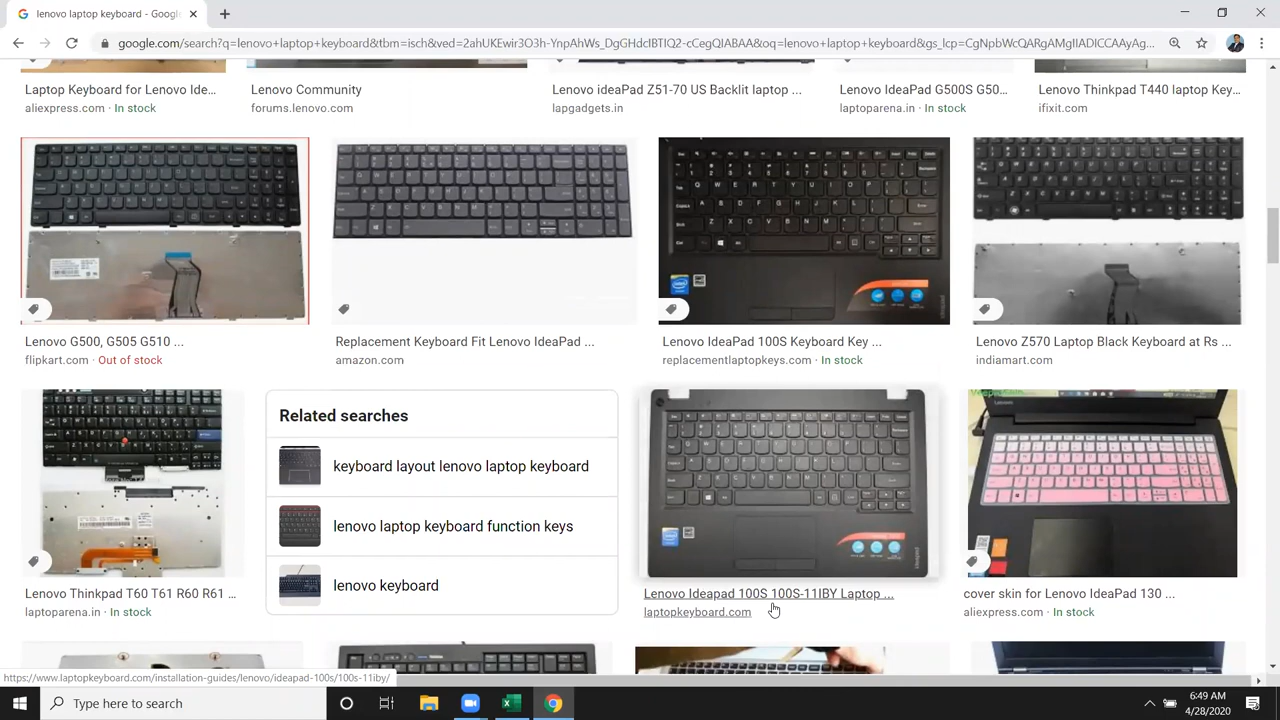 lenovo laptop keyboard - Googl
google.com/search?q=lenovo+laptop+keyboard&tbm=isch&ved=2ahUKEwir3O3i-YnpAhWs_DgGHdcIBTIQ2-cCegQIABAA&oq=lenovo+laptop+keyboard&gs_lcp=CgNpbWcQARgAMgIIADICCAAyAg...
Laptop Keyboard for Lenovo Ide...
aliexpress.com · In stock
Lenovo Community
forums.lenovo.com
Lenovo ideaPad Z51-70 US Backlit laptop ...
lapgadgets.in
Lenovo IdeaPad G500S G50...
laptoparena.in · In stock
Lenovo Thinkpad T440 laptop Key...
ifixit.com
Lenovo G500, G505 G510 ...
flipkart.com · Out of stock
Replacement Keyboard Fit Lenovo IdeaPad ...
amazon.com
Lenovo IdeaPad 100S Keyboard Key ...
replacementlaptopkeys.com · In stock
Lenovo Z570 Laptop Black Keyboard at Rs ...
indiamart.com
Lenovo Thinkpad T60 T61 R60 R61 ...
laptoparena.in · In stock
Related searches
keyboard layout lenovo laptop keyboard
lenovo laptop keyboard function keys
lenovo keyboard
Lenovo Ideapad 100S 100S-11IBY Laptop ...
laptopkeyboard.com
cover skin for Lenovo IdeaPad 130 ...
aliexpress.com · In stock
https://www.laptopkeyboard.com/installation-guides/lenovo/ideapad-100s/100s-11iby/
Type here to search
6:49 AM
4/28/2020